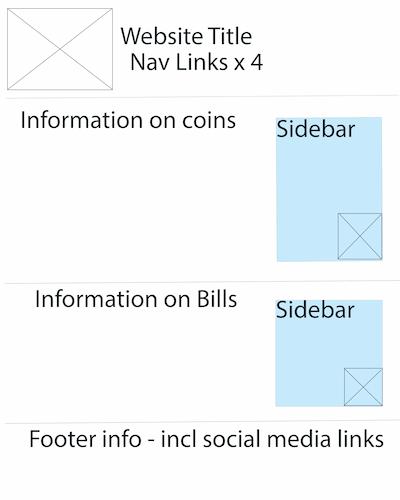 Website Title
Nav Links x 4
Information on coins
Sidebar
Information on Bills
Sidebar
Footer info - incl social media links